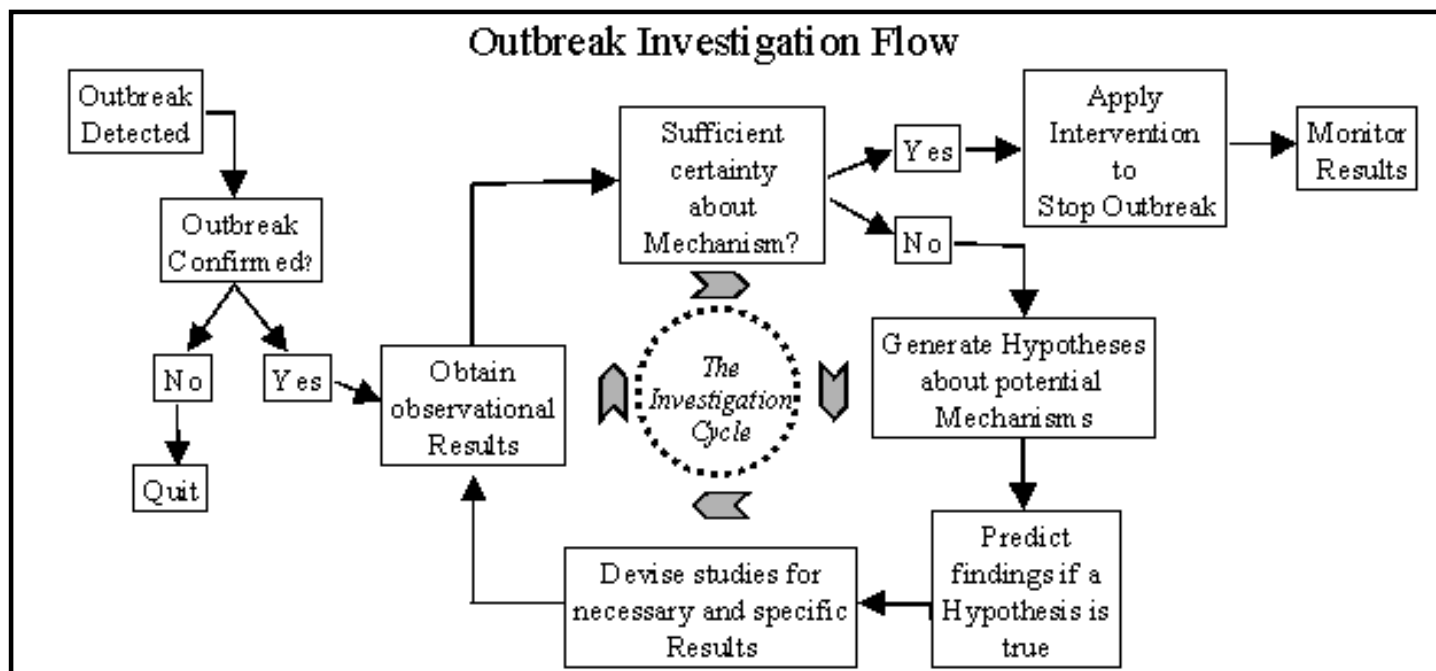 Outbreak Investigation Flow
Outbreak
Detected
Outbreak
Confirmed?
No
Yes
Quit
Obtain
observational
Results
Sufficient
certainty
about
Mechanism?
Yes
No
Apply
Intervention
to
Stop Outbreak
Monitor
Results
Generate Hypotheses
about potential
Mechanisms
Predict
findings if a
Hypothesis is
true
Devise studies for
necessary and specific
Results
The
Investigation
Cycle